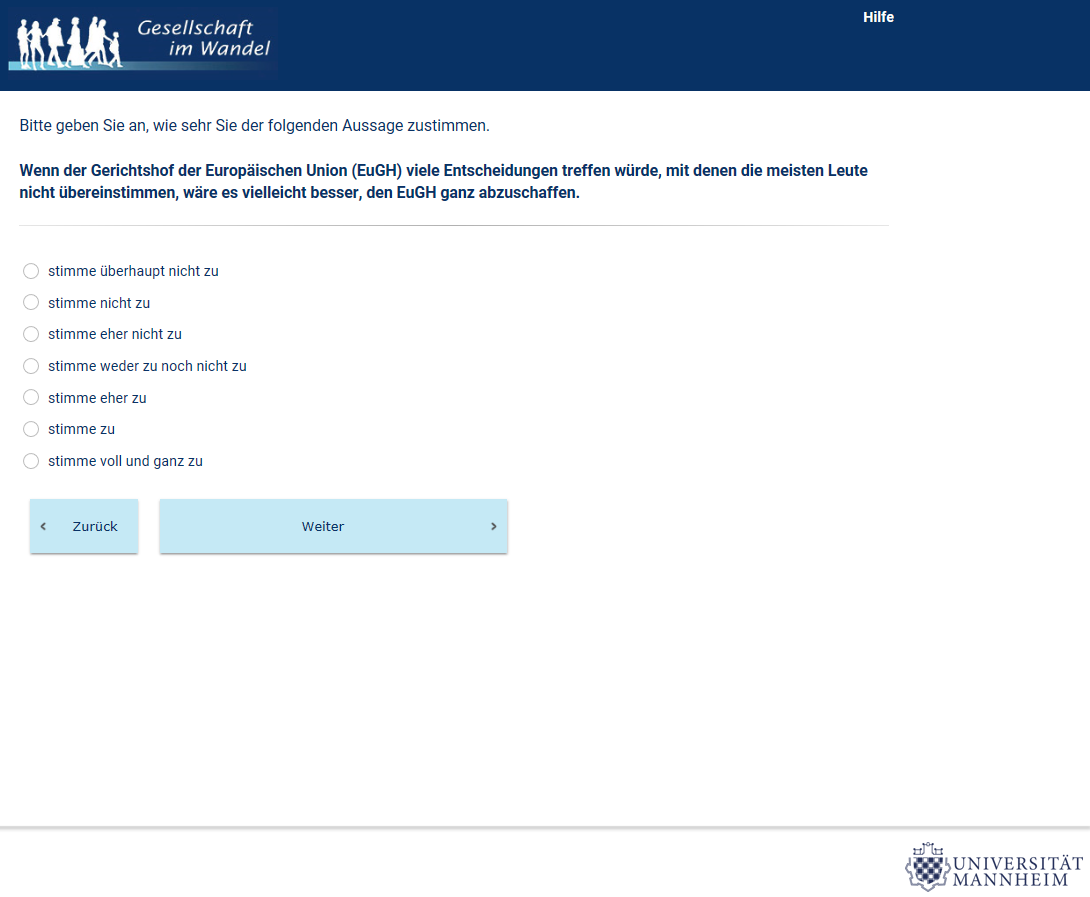 Gesellschaft
im Wandel
Hilfe
Bitte geben Sie an, wie sehr Sie der folgenden Aussage zustimmen.
Wenn der Gerichtshof der Europäischen Union (EuGH) viele Entscheidungen treffen würde, mit denen die meisten Leute
nicht übereinstimmen, wäre es vielleicht besser, den EuGH ganz abzuschaffen.
stimme überhaupt nicht zu
stimme nicht zu
stimme eher nicht zu
stimme weder zu noch nicht zu
stimme eher zu
stimme zu
stimme voll und ganz zu
Zurück
Weiter
UNIVERSITÄT
MANNHEIM